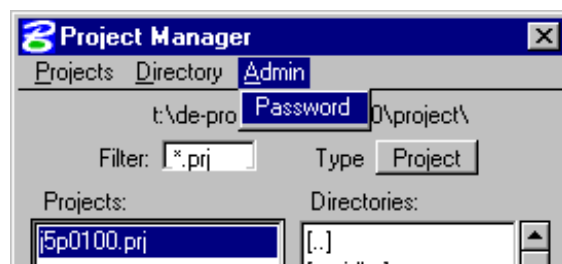 Project Manager
Projects Directory Admin
Password
t:\de-pro 0\project\
Filter: *.prj Type Project
Projects: Directories:
j5p0100.prj [..]